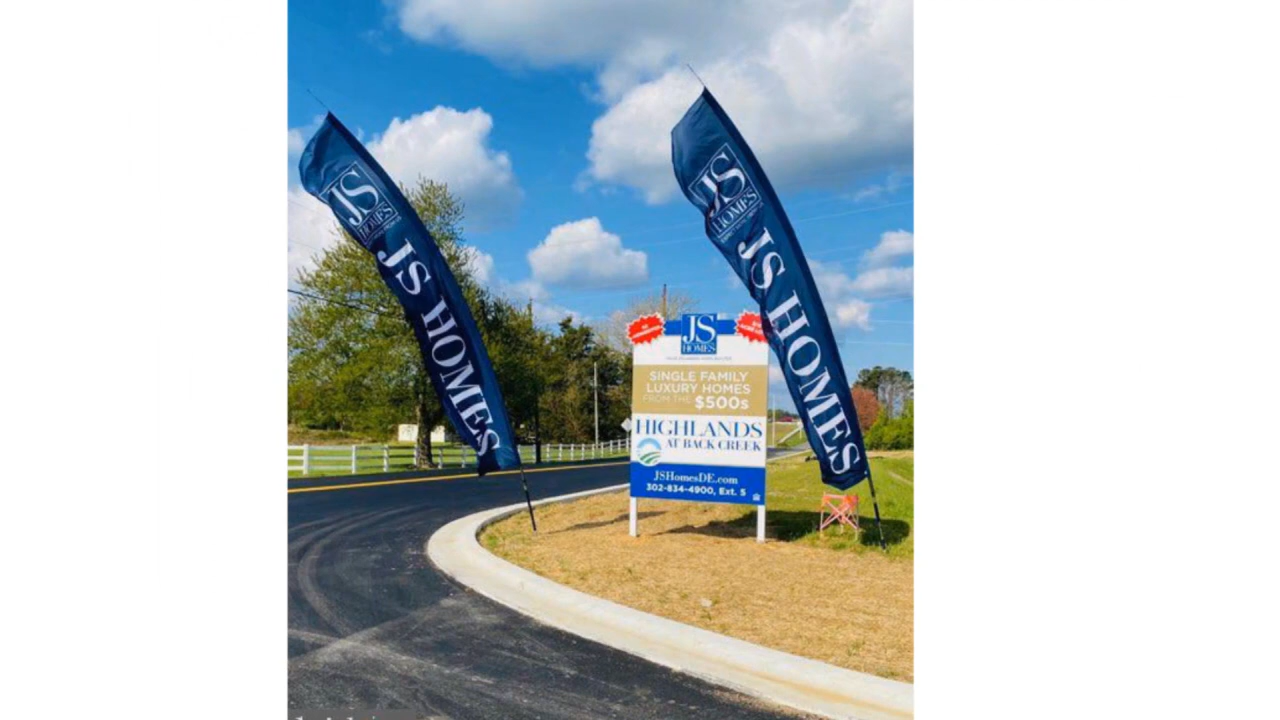 JS
HOMES
JS HOMES
JS
HOMES
JS HOMES
JS
HOMES
SINGLE FAMILY
LUXURY HOMES
FROM THE $500s
HIGHLANDS
AT BACK CREEK
JSHomesDE.com
302-834-4900, Ext. 5